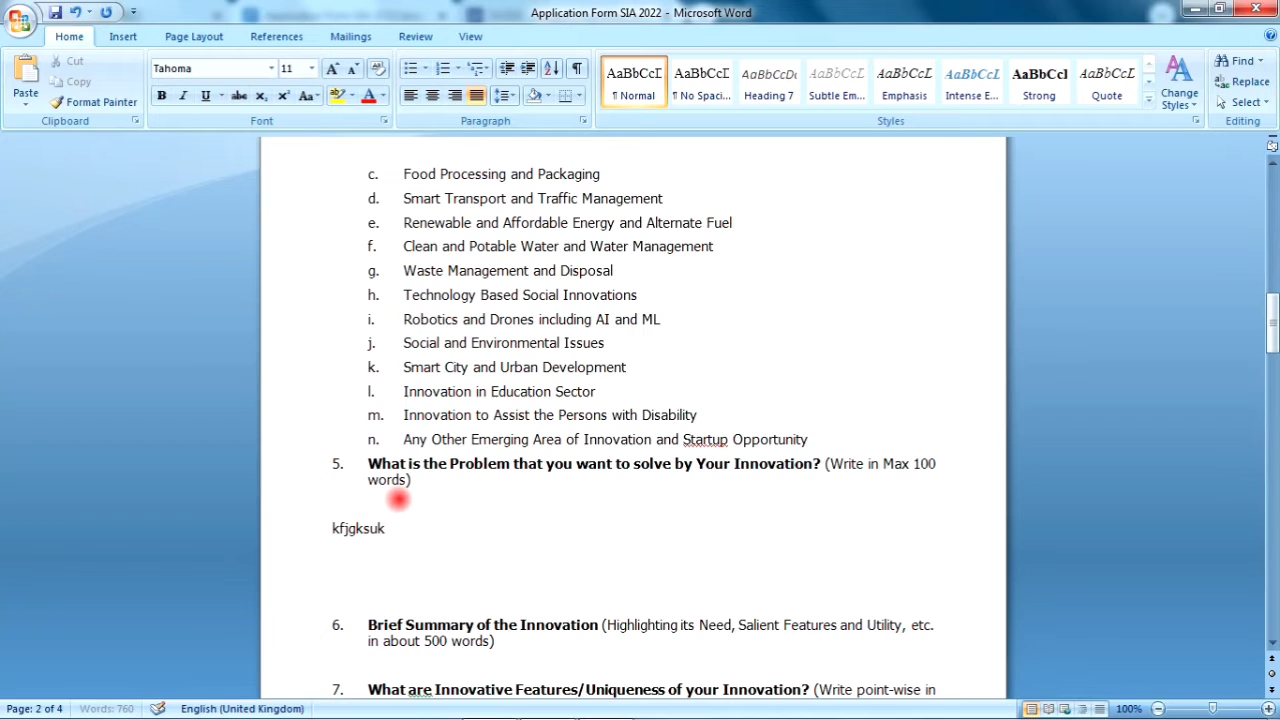 Application Form SIA 2022 - Microsoft Word
Home Insert Page Layout References Mailings Review View
Paste
Cut
Copy
Format Painter
Clipboard
Tahoma 11
Font
Paragraph
AaBbCcI AaBbCcI AaBbCcDc AaBbCcI AaBbCcI AaBbCcI AaBbCcI AaBbCcI
¶ Normal ¶ No Spaci... Heading 7 Subtle Em... Emphasis Intense E... Strong Quote
Change Styles
Styles
Find
Replace
Select
Editing
c. Food Processing and Packaging
d. Smart Transport and Traffic Management
e. Renewable and Affordable Energy and Alternate Fuel
f. Clean and Potable Water and Water Management
g. Waste Management and Disposal
h. Technology Based Social Innovations
i. Robotics and Drones including AI and ML
j. Social and Environmental Issues
k. Smart City and Urban Development
l. Innovation in Education Sector
m. Innovation to Assist the Persons with Disability
n. Any Other Emerging Area of Innovation and Startup Opportunity
5. What is the Problem that you want to solve by Your Innovation? (Write in Max 100
words)
kfjgksuk
6. Brief Summary of the Innovation (Highlighting its Need, Salient Features and Utility, etc.
in about 500 words)
7. What are Innovative Features/Uniqueness of your Innovation? (Write point-wise in
Page: 2 of 4 Words: 760 English (United Kingdom) 100%